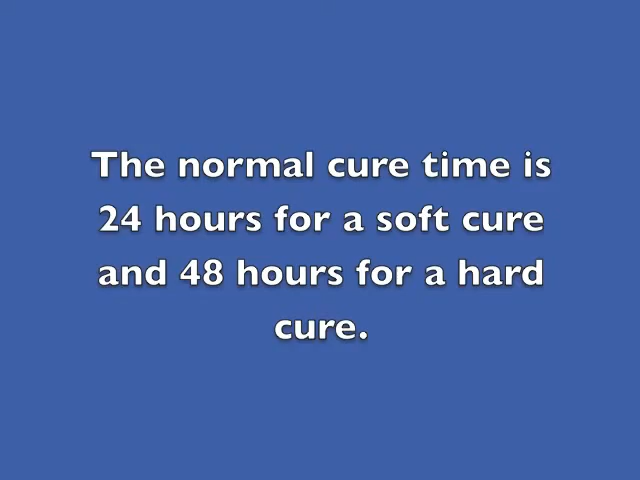 The normal cure time is
24 hours for a soft cure
and 48 hours for a hard
cure.